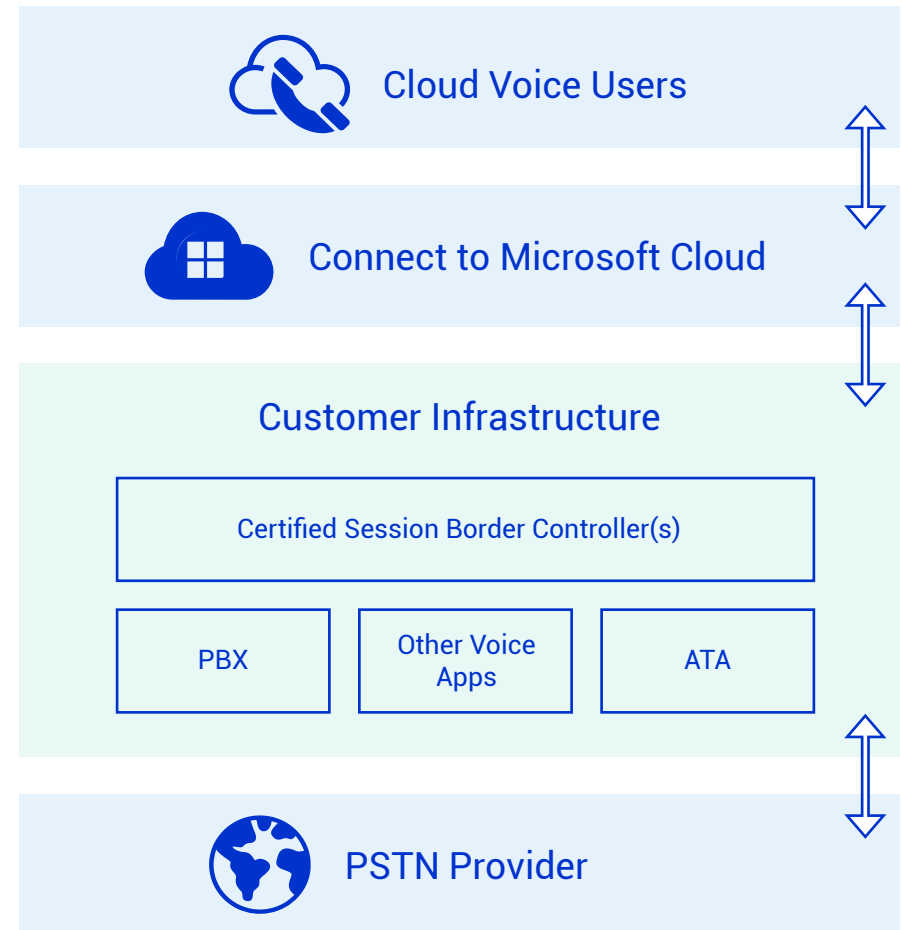 Cloud Voice Users
Connect to Microsoft Cloud
Customer Infrastructure
Certified Session Border Controller(s)
PBX
Other Voice
Apps
ATA
PSTN Provider